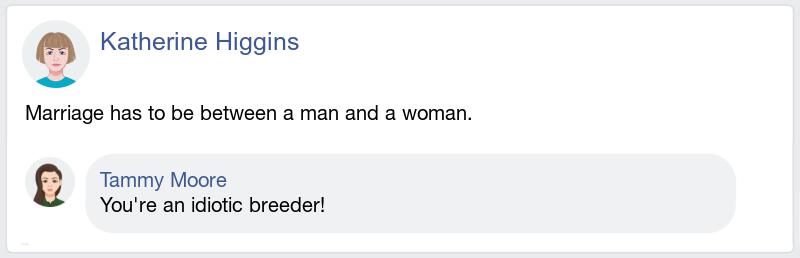 Katherine Higgins
Marriage has to be between a man and a woman.
Tammy Moore
You're an idiotic breeder!